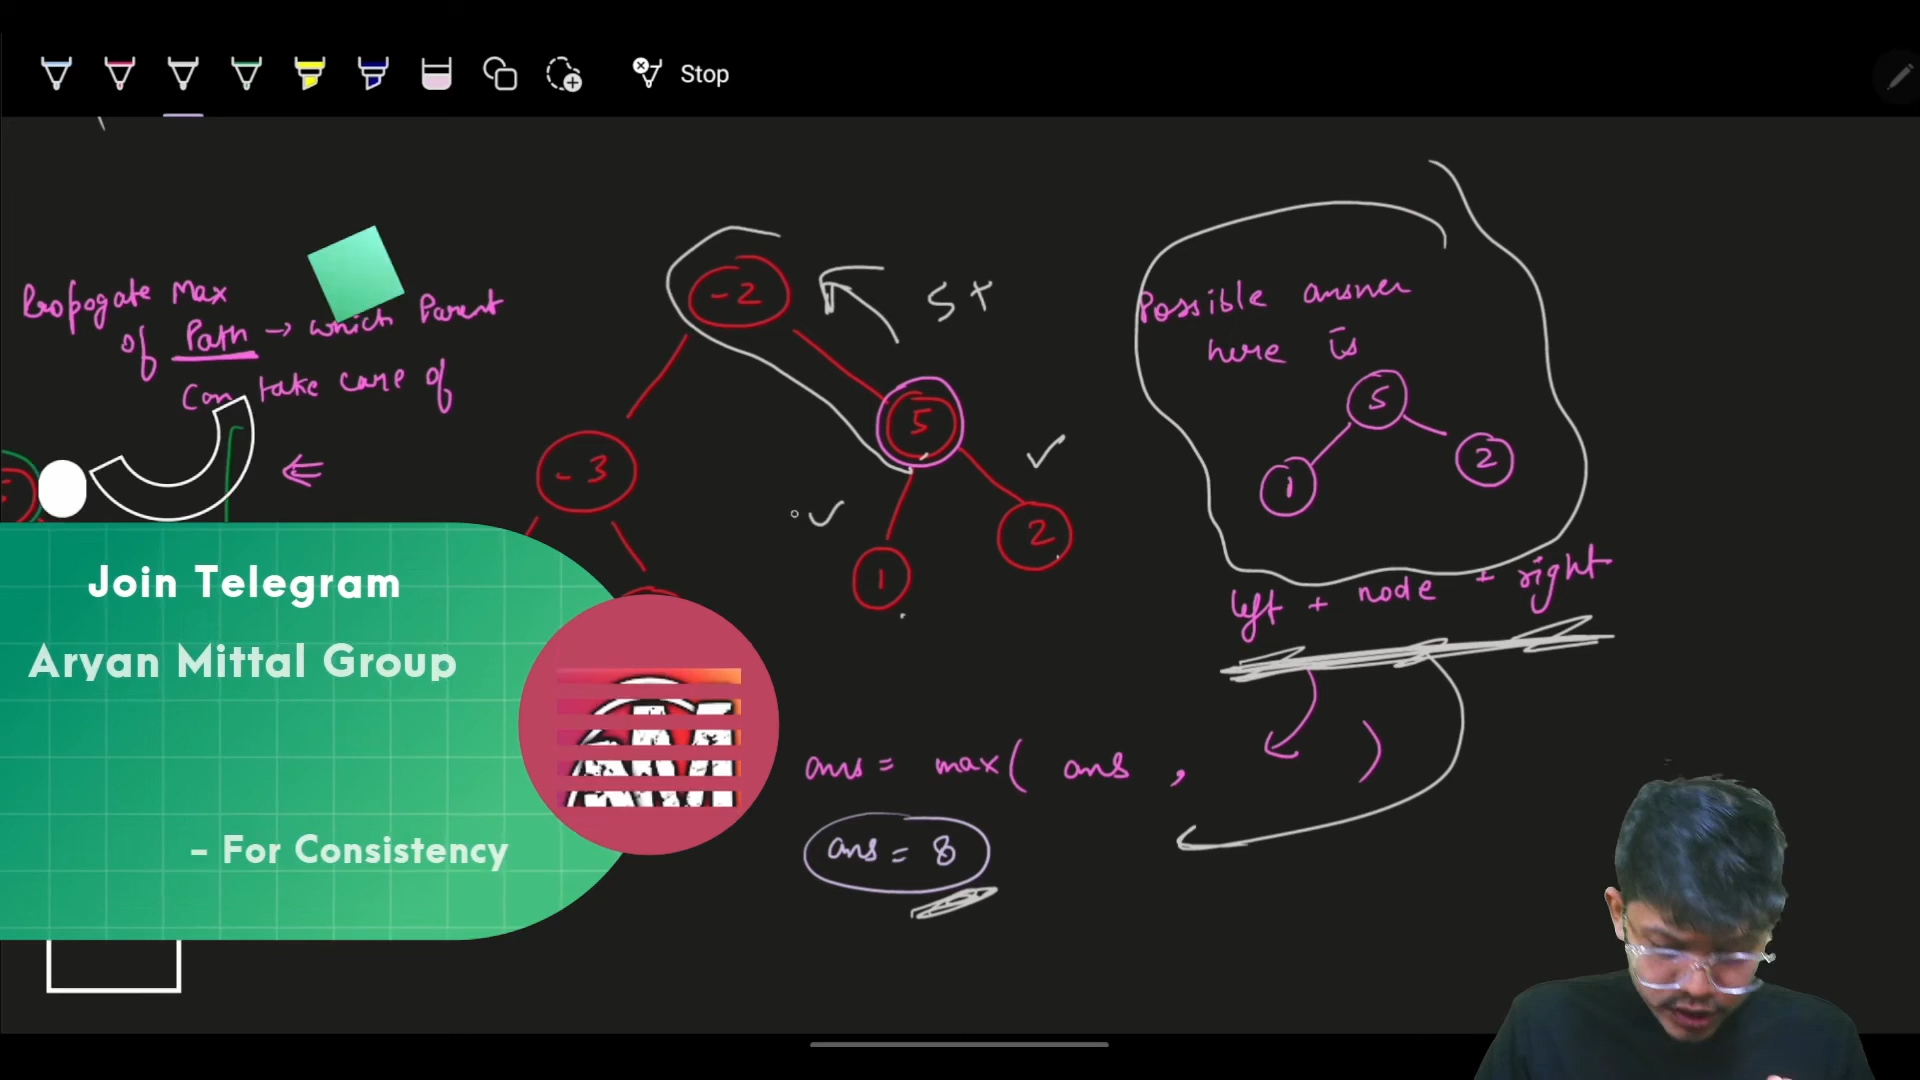 Stop
Propogate Max
of Path → which Parent
Can take care of
-2
5 +
-3
5
1
2
Possible answer
here is
5
1
2
left + node + right
ans = max( ans , )
ans = 8
Join Telegram
Aryan Mittal Group
- For Consistency
AM